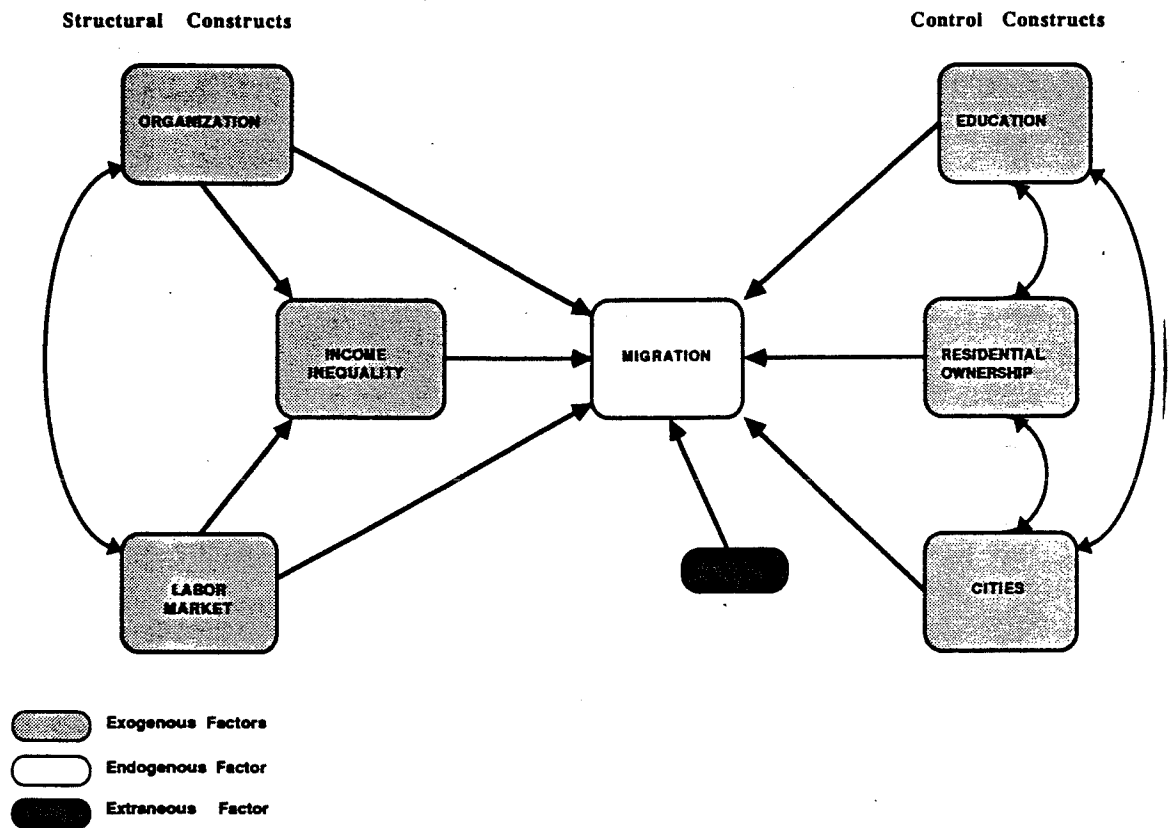 Structural Constructs
Control Constructs
ORGANIZATION
EDUCATION
INCOME
INEQUALITY
MIGRATION
RESIDENTIAL
OWNERSHIP
LABOR
MARKET
CITIES
Exogenous Factors
Endogenous Factor
Extraneous Factor